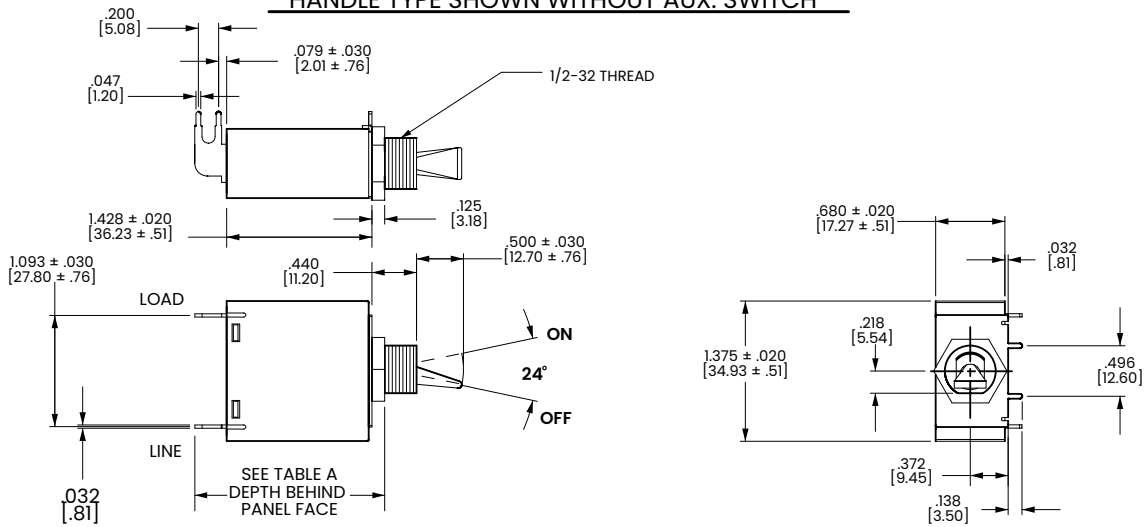 HANDLE TYPE SHOWN WITHOUT AUX. SWITCH
.200
[5.08]
.079 ± .030
[2.01 ± .76]
.047
[1.20]
1/2-32 THREAD
1.428 ± .020
[36.23 ± .51]
.125
[3.18]
1.093 ± .030
[27.80 ± .76]
.440
[11.20]
.500 ± .030
[12.70 ± .76]
LOAD
ON
24°
OFF
LINE
.032
[.81]
SEE TABLE A
DEPTH BEHIND
PANEL FACE
.680 ± .020
[17.27 ± .51]
.032
[.81]
.218
[5.54]
1.375 ± .020
[34.93 ± .51]
.496
[12.60]
.372
[9.45]
.138
[3.50]